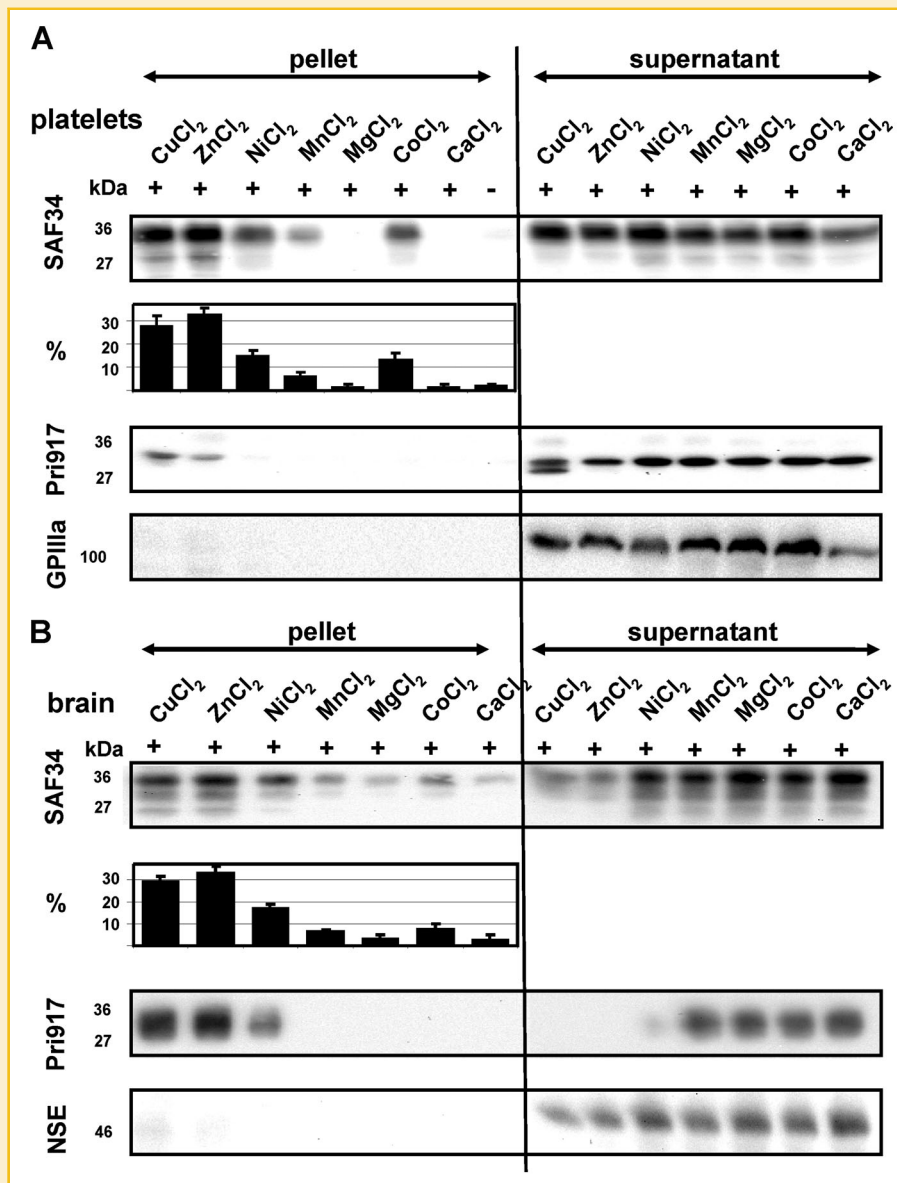 A
pellet supernatant
platelets
CuCl₂ ZnCl₂ NiCl₂ MnCl₂ MgCl₂ CoCl₂ CaCl₂ CuCl₂ ZnCl₂ NiCl₂ MnCl₂ MgCl₂ CoCl₂ CaCl₂
kDa + + + + + + + - + + + + + + +
SAF34
36
27
%
30
20
10
Pri917
36
27
GPIIIa
100
B
pellet supernatant
brain
CuCl₂ ZnCl₂ NiCl₂ MnCl₂ MgCl₂ CoCl₂ CaCl₂ CuCl₂ ZnCl₂ NiCl₂ MnCl₂ MgCl₂ CoCl₂ CaCl₂
kDa + + + + + + + + + + + + + +
SAF34
36
27
%
30
20
10
Pri917
36
27
NSE
46